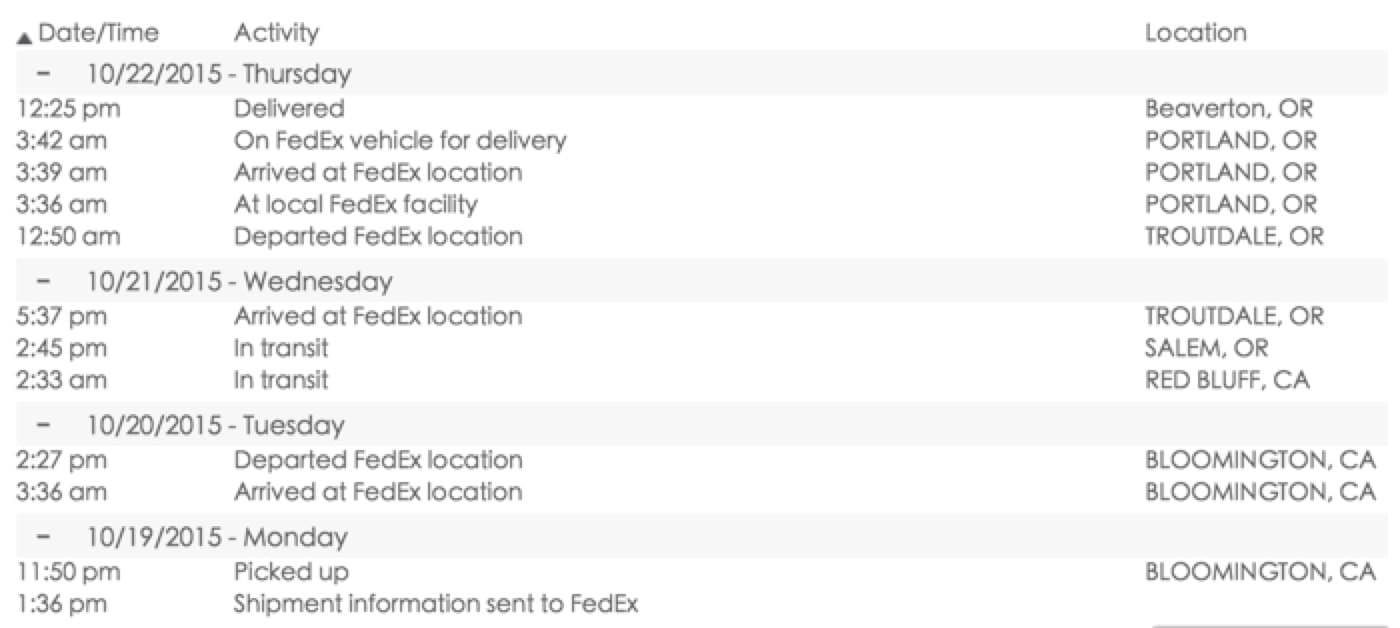 ▲ Date/Time Activity Location
– 10/22/2015 - Thursday
12:25 pm Delivered Beaverton, OR
3:42 am On FedEx vehicle for delivery PORTLAND, OR
3:39 am Arrived at FedEx location PORTLAND, OR
3:36 am At local FedEx facility PORTLAND, OR
12:50 am Departed FedEx location TROUTDALE, OR
– 10/21/2015 - Wednesday
5:37 pm Arrived at FedEx location TROUTDALE, OR
2:45 pm In transit SALEM, OR
2:33 am In transit RED BLUFF, CA
– 10/20/2015 - Tuesday
2:27 pm Departed FedEx location BLOOMINGTON, CA
3:36 am Arrived at FedEx location BLOOMINGTON, CA
– 10/19/2015 - Monday
11:50 pm Picked up BLOOMINGTON, CA
1:36 pm Shipment information sent to FedEx